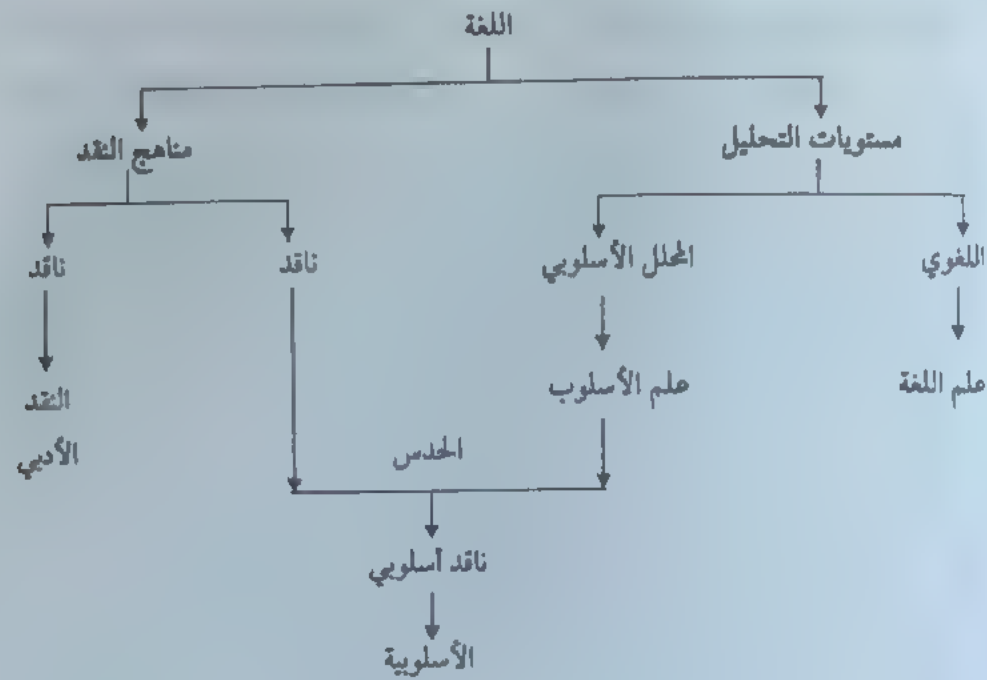 اللغة
مستويات التحليل
مناهج النقد
اللغوي
المحلل الأسلوبي
ناقد
ناقد
علم اللغة
علم الأسلوب
النقد
الأدبي
الحدس
ناقد أسلوبي
الأسلوبية